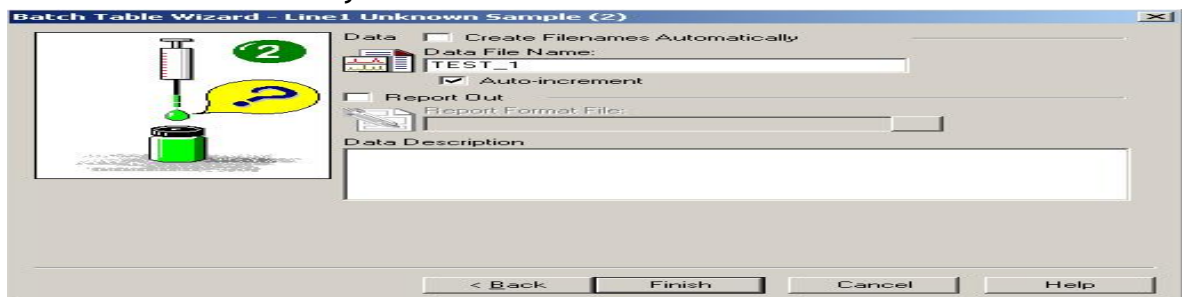 Batch Table Wizard - Line1 Unknown Sample (2)
2
?
Data Create Filenames Automatically
Data File Name:
TEST_1
Auto-increment
Report Out
Report Format File:
Data Description
< Back Finish Cancel Help